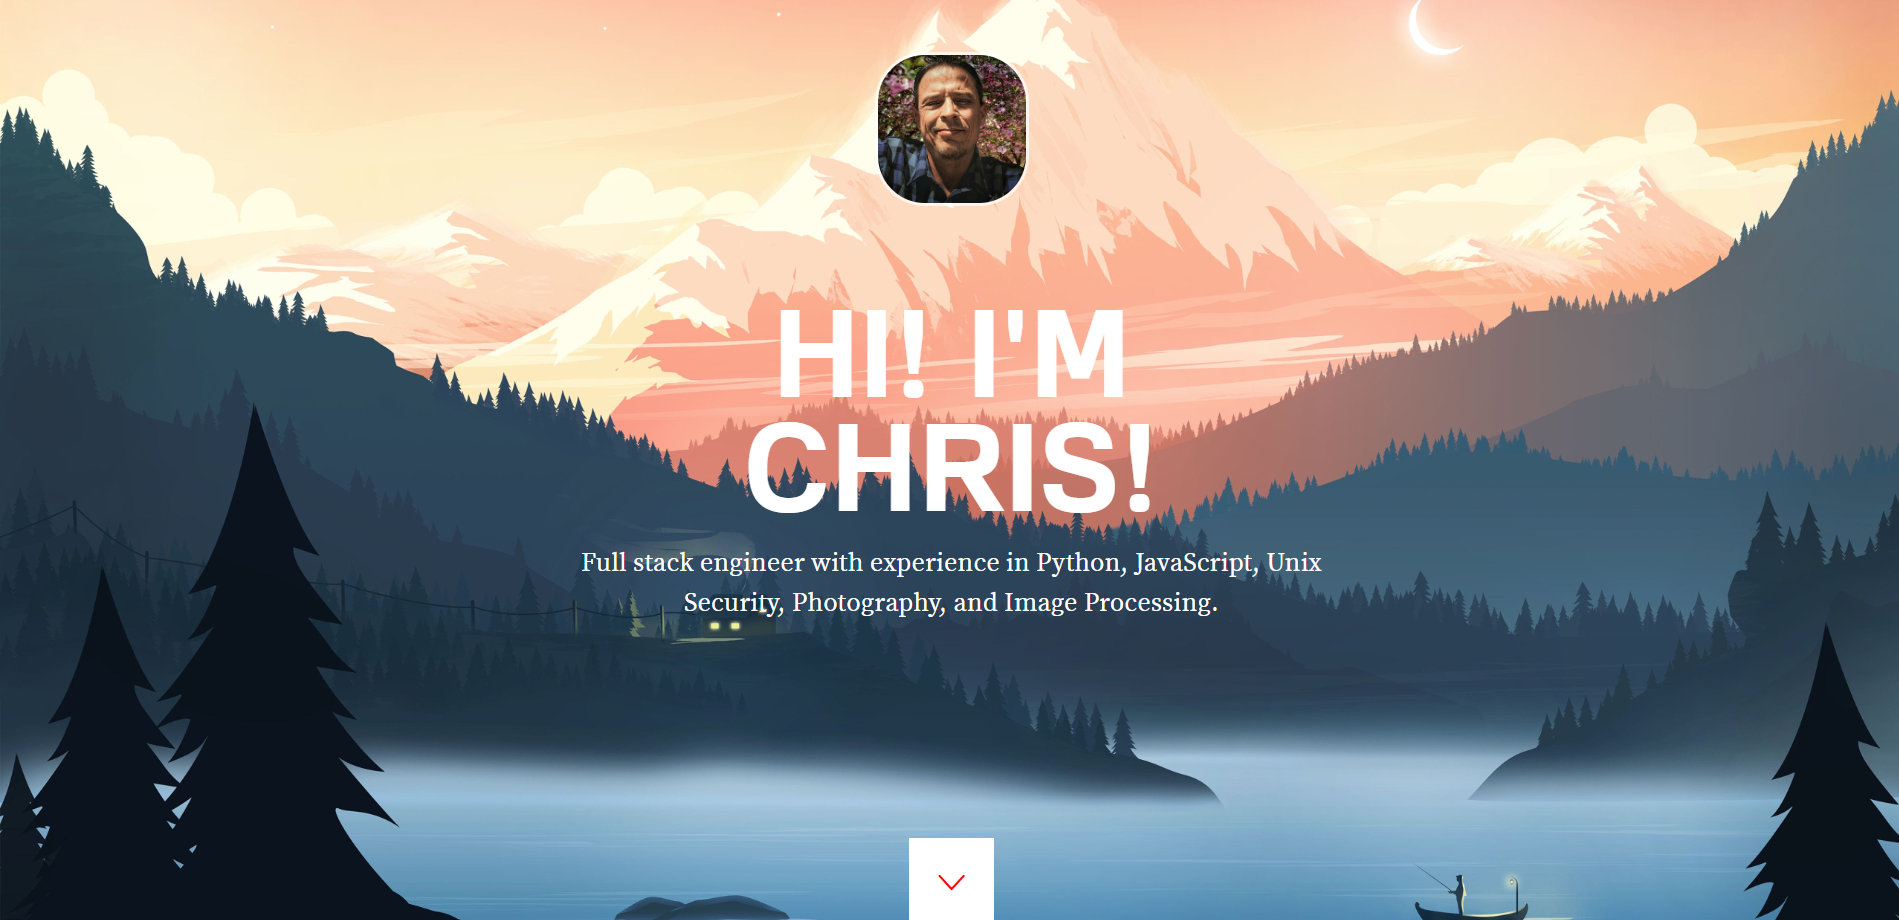 HI! I'M
CHRIS!
Full stack engineer with experience in Python, JavaScript, Unix
Security, Photography, and Image Processing.